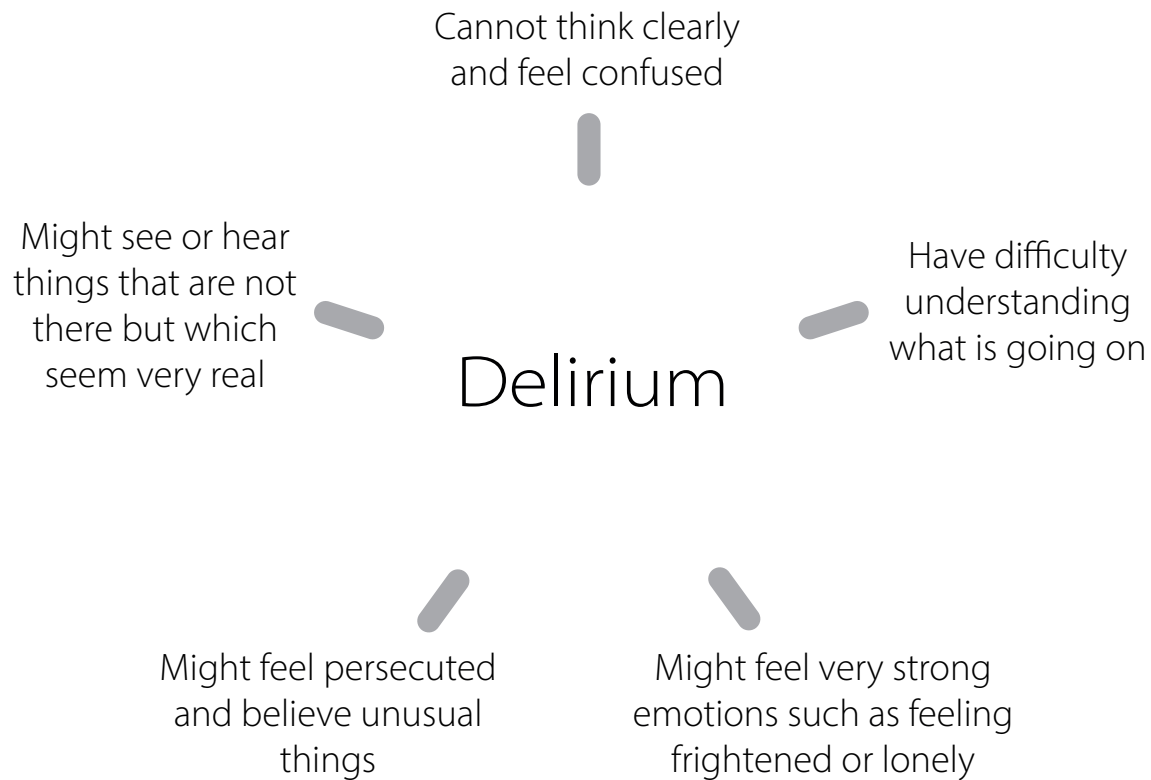 Cannot think clearly
and feel confused
Might see or hear
things that are not
there but which
seem very real
Have difficulty
understanding
what is going on
Delirium
Might feel persecuted
and believe unusual
things
Might feel very strong
emotions such as feeling
frightened or lonely